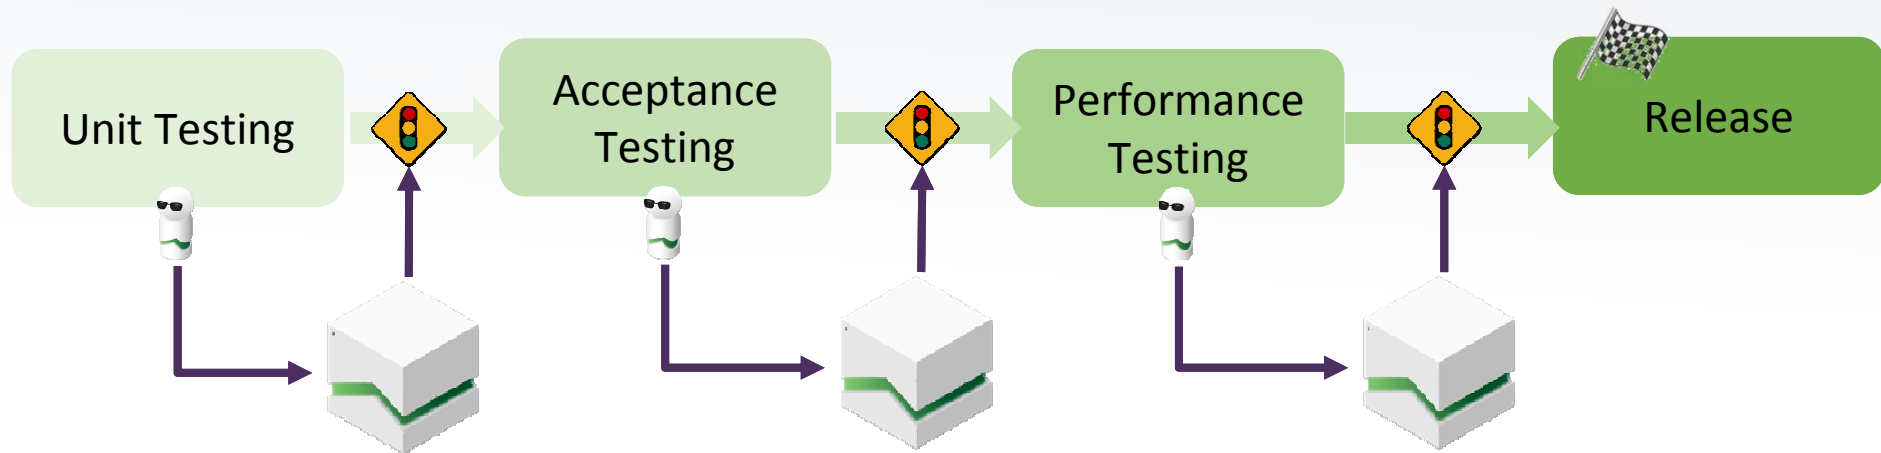 Unit Testing
Acceptance
Testing
Performance
Testing
Release